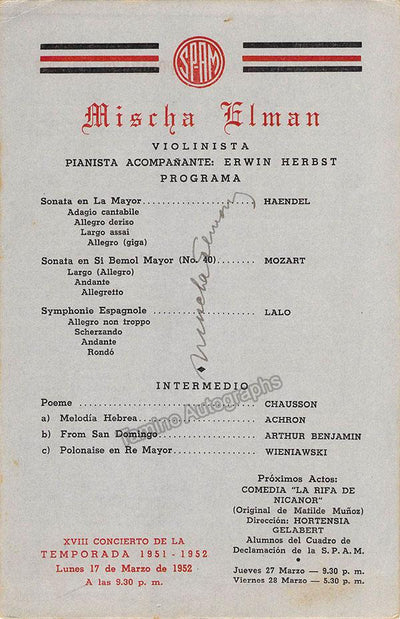 SPAM
Mischa Elman
VIOLINISTA
PIANISTA ACOMPAÑANTE: ERWIN HERBST
PROGRAMA
Sonata en La Mayor HAENDEL
Adagio cantabile
Allegro deriso
Largo assai
Allegro (giga)
Sonata en Si Bemol Mayor (No. 40) MOZART
Largo (Allegro)
Andante
Allegretto
Symphonie Espagnole LALO
Allegro non troppo
Scherzando
Andante
Rondó
Mischa Elman
INTERMEDIO
Tamino Autographs
Poeme CHAUSSON
a) Melodía Hebrea ACHRON
b) From San Domingo ARTHUR BENJAMIN
c) Polonaise en Re Mayor WIENIAWSKI
Próximos Actos:
COMEDIA "LA RIFA DE
NICANOR"
(Original de Matilde Muñoz)
Dirección: HORTENSIA
GELABERT
Alumnos del Cuadro de
Declamación de la S. P. A. M.
Jueves 27 Marzo — 9.30 p. m.
Viernes 28 Marzo — 5.30 p. m.
XVIII CONCIERTO DE LA
TEMPORADA 1951 - 1952
Lunes 17 de Marzo de 1952
A las 9.30 p. m.